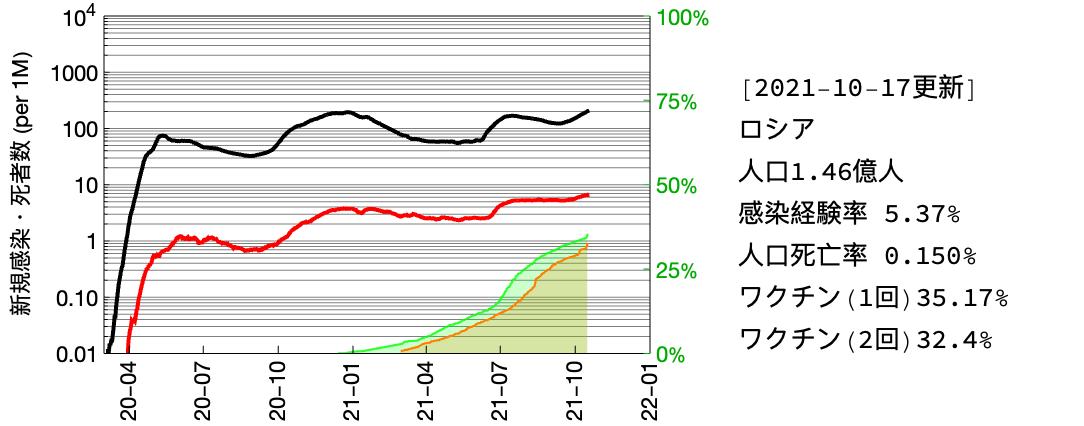 10^4
1000
100
10
1
0.10
0.01
新規感染・死者数 (per 1M)
100%
75%
50%
25%
0%
20-04
20-07
20-10
21-01
21-04
21-07
21-10
22-01
[2021-10-17更新]
ロシア
人口1.46億人
感染経験率 5.37%
人口死亡率 0.150%
ワクチン(1回)35.17%
ワクチン(2回)32.4%